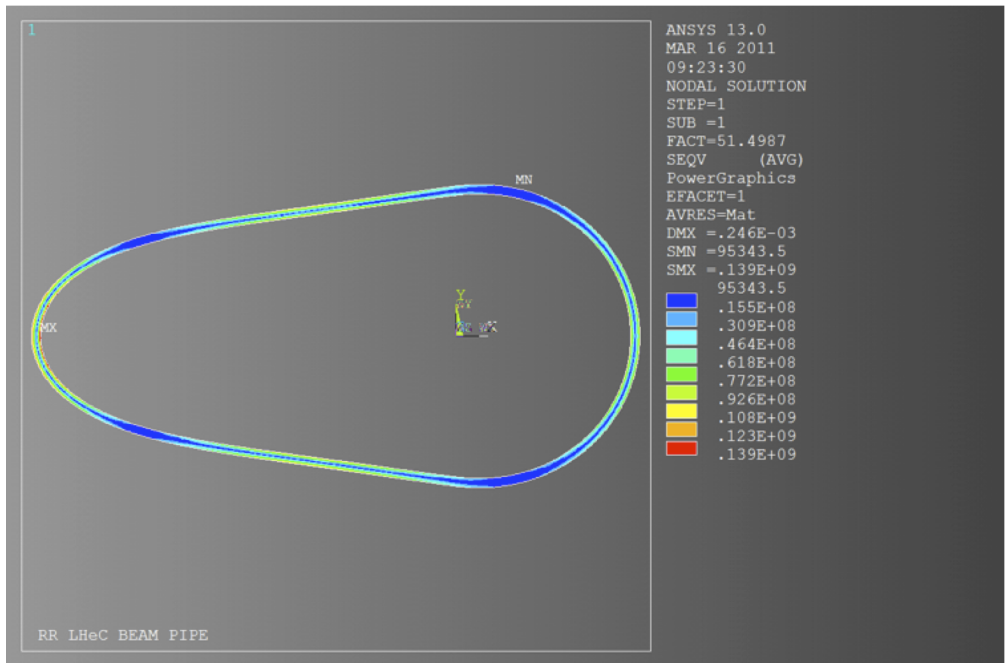 1
ANSYS 13.0
MAR 16 2011
09:23:30
NODAL SOLUTION
STEP=1
SUB =1
FACT=51.4987
SEQV (AVG)
PowerGraphics
EFACET=1
AVRES=Mat
DMX =.246E-03
SMN =95343.5
SMX =.139E+09
95343.5
.155E+08
.309E+08
.464E+08
.618E+08
.772E+08
.926E+08
.108E+09
.123E+09
.139E+09
MN
MX
Y
RR LHeC BEAM PIPE